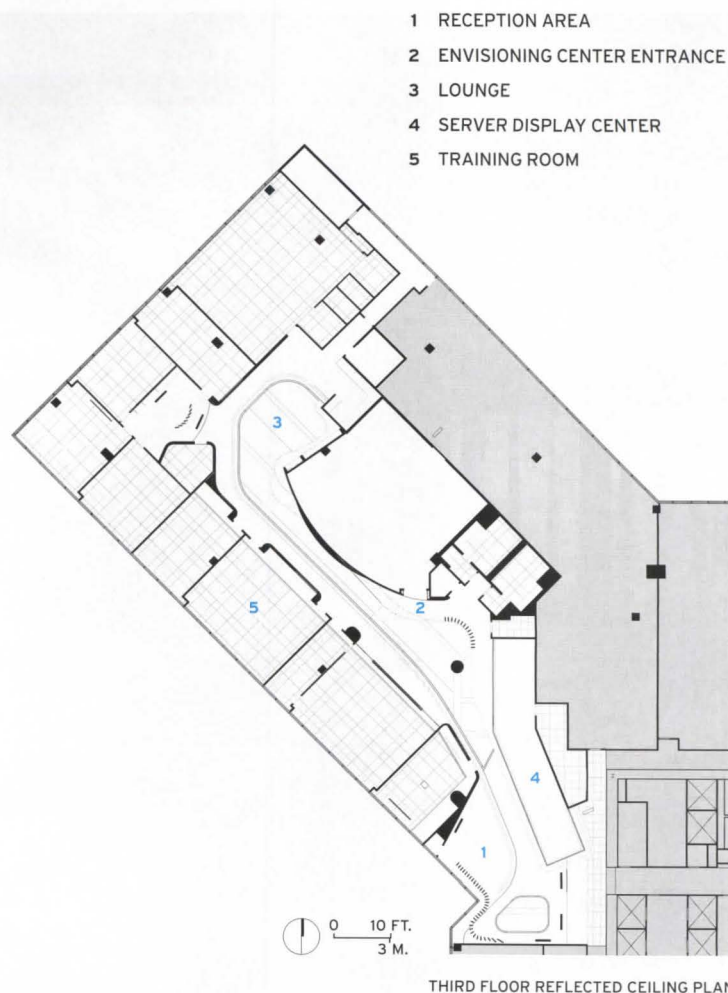 1 RECEPTION AREA
2 ENVISIONING CENTER ENTRANCE
3 LOUNGE
4 SERVER DISPLAY CENTER
5 TRAINING ROOM
3
5
2
4
1
0 10 FT.
3 M.
THIRD FLOOR REFLECTED CEILING PLAN